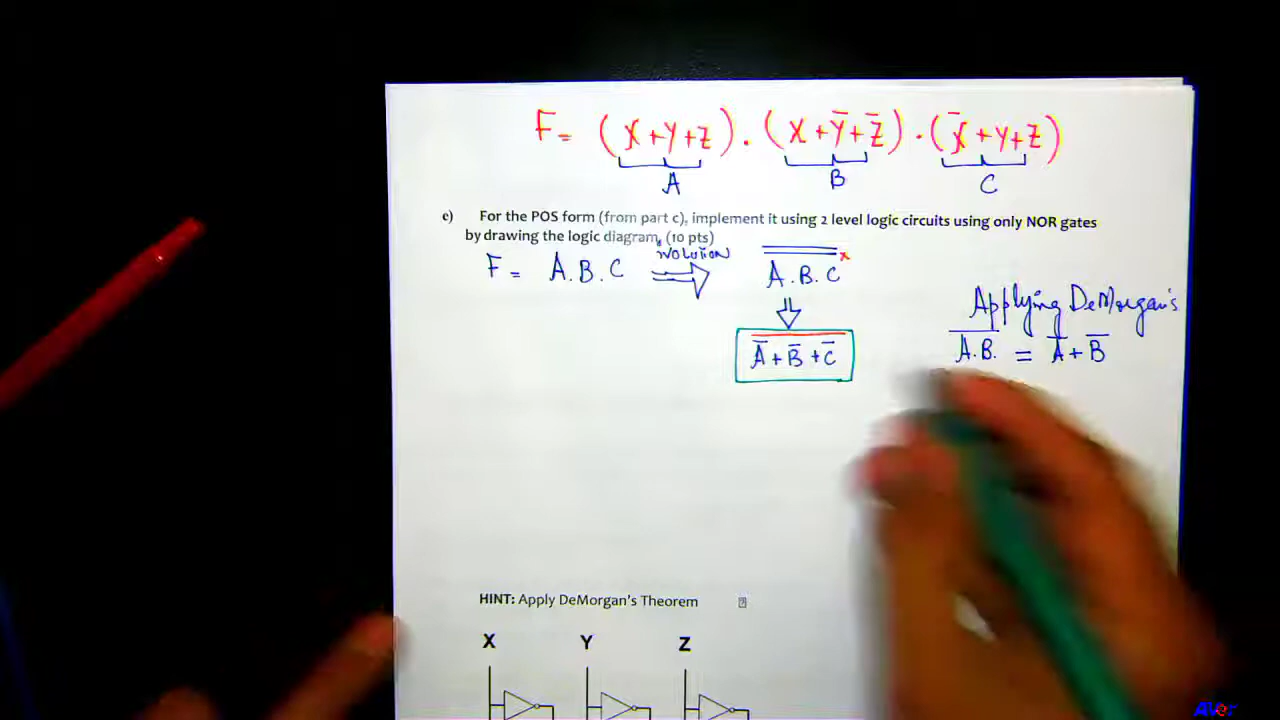 F = (X+Y+Z) . (X+Y̅+Z̅) . (X̅+Y+Z)
A B C
e) For the POS form (from part c), implement it using 2 level logic circuits using only NOR gates
by drawing the logic diagram. (10 pts)
F = A.B.C
A.B.C x
Applying DeMorgan's
A̅+B̅+C̅
A.B. = A̅+B̅
HINT: Apply DeMorgan's Theorem
X Y Z
AVer